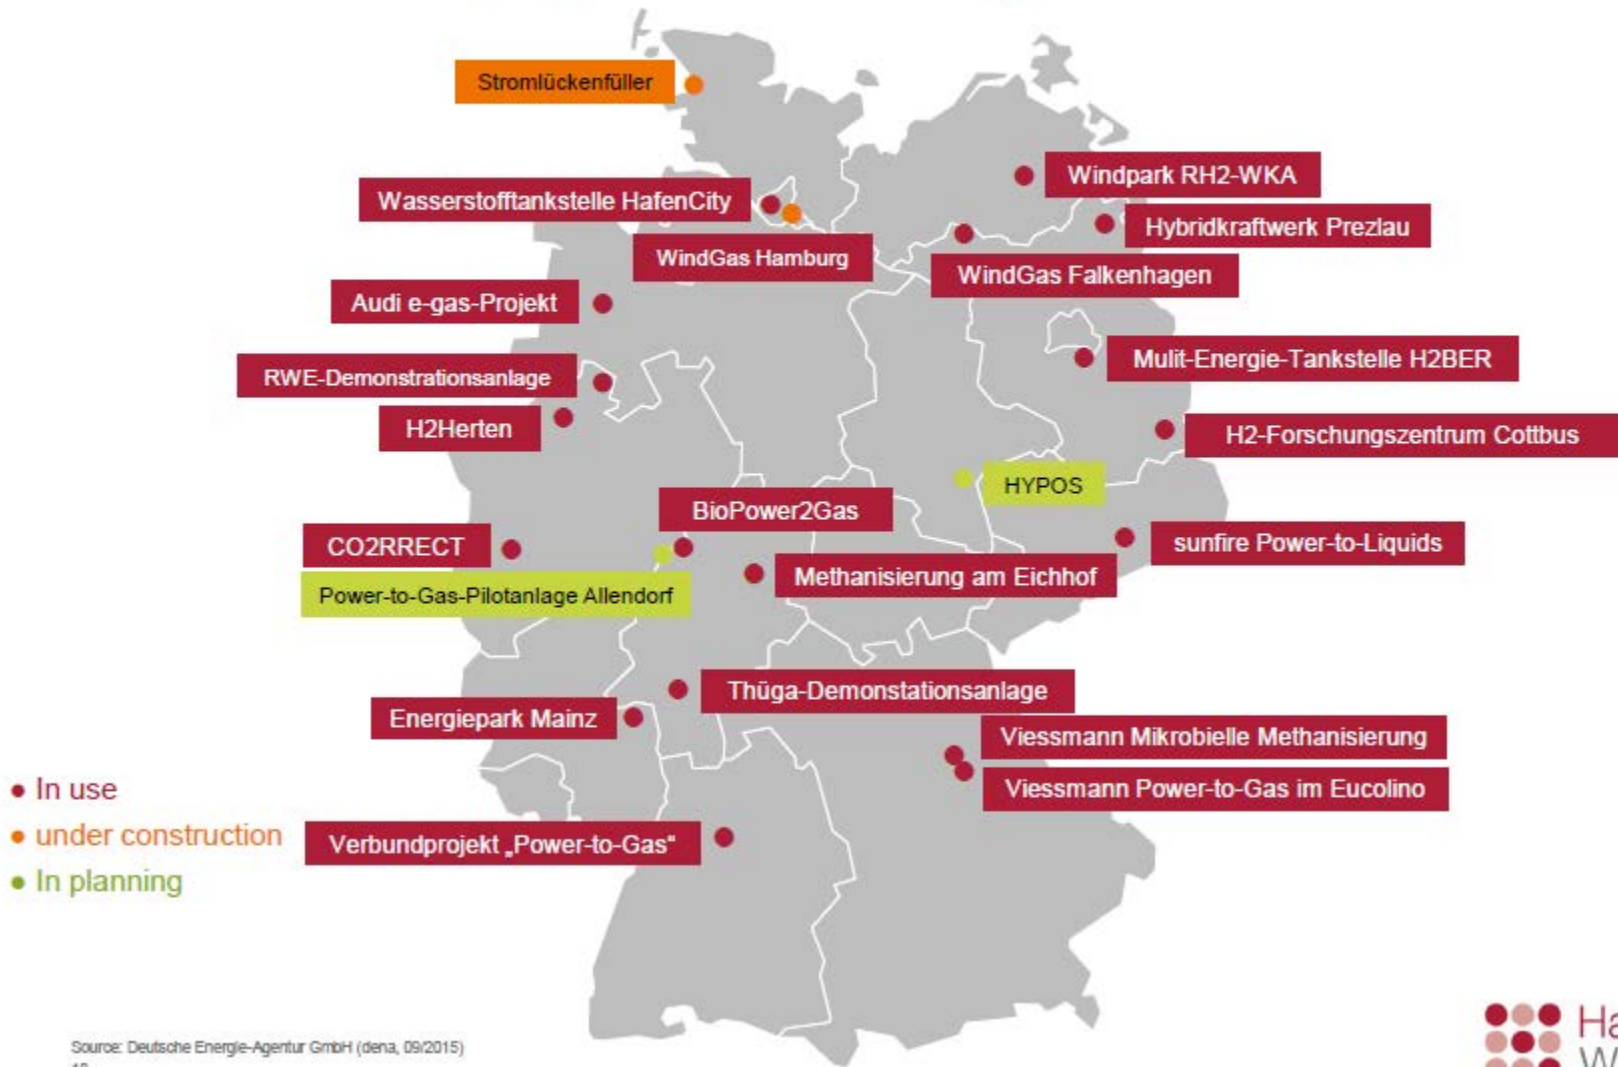 Stromlückenfüller
Windpark RH2-WKA
Wasserstofftankstelle HafenCity
Hybridkraftwerk Prezlau
WindGas Hamburg
WindGas Falkenhagen
Audi e-gas-Projekt
Mulit-Energie-Tankstelle H2BER
RWE-Demonstrationsanlage
H2Herten
H2-Forschungszentrum Cottbus
HYPOS
BioPower2Gas
CO2RRECT
sunfire Power-to-Liquids
Methanisierung am Eichhof
Power-to-Gas-Pilotanlage Allendorf
Thüga-Demonstationsanlage
Energiepark Mainz
Viessmann Mikrobielle Methanisierung
Viessmann Power-to-Gas im Eucolino
Verbundprojekt „Power-to-Gas“
• In use
• under construction
• In planning
Source: Deutsche Energie-Agentur GmbH (dena, 09/2015)